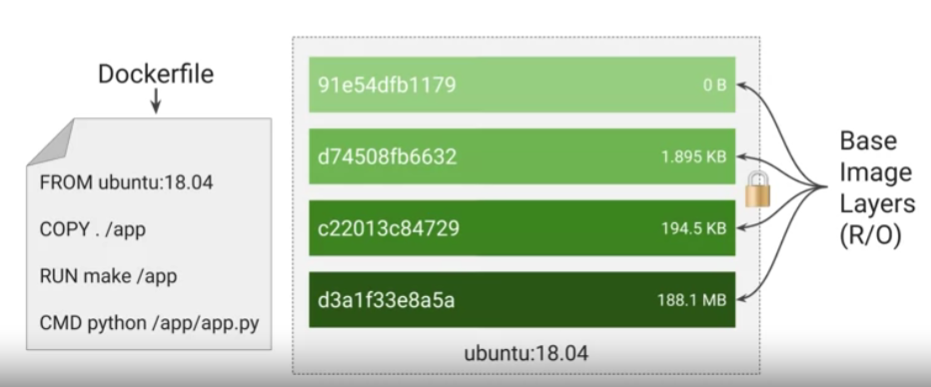 Dockerfile
FROM ubuntu:18.04
COPY . /app
RUN make /app
CMD python /app/app.py
91e54dfb1179 0 B
d74508fb6632 1.895 KB
c22013c84729 194.5 KB
d3a1f33e8a5a 188.1 MB
ubuntu:18.04
Base
Image
Layers
(R/O)